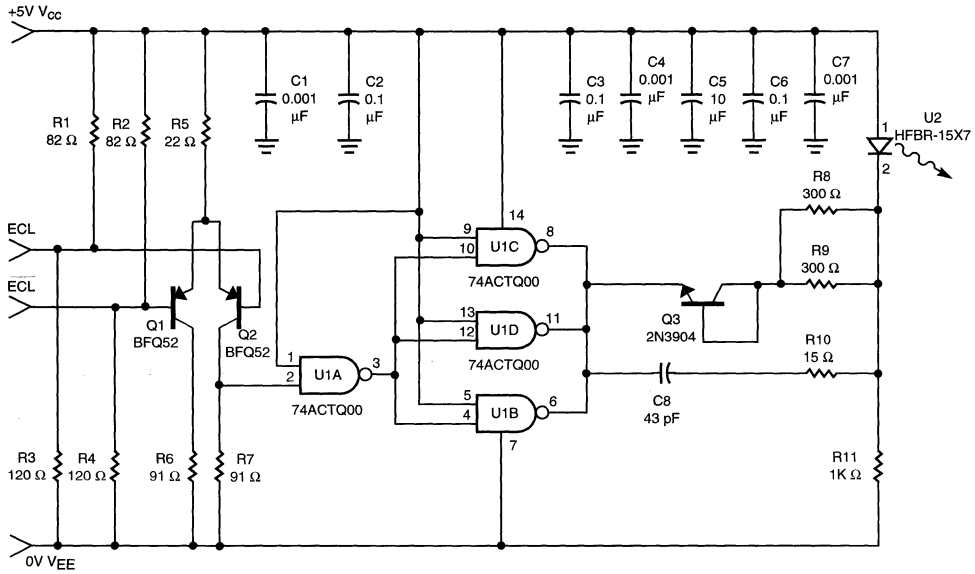 +5V VCC
R1
82 Ω
R2
82 Ω
R5
22 Ω
C1
0.001
µF
C2
0.1
µF
C3
0.1
µF
C4
0.001
µF
C5
10
µF
C6
0.1
µF
C7
0.001
µF
U2
HFBR-15X7
1
2
R8
300 Ω
R9
300 Ω
ECL
ECL
Q1
BFQ52
Q2
BFQ52
1
2
U1A
3
74ACTQ00
14
9
10
U1C
8
74ACTQ00
13
12
U1D
11
74ACTQ00
5
4
U1B
6
7
Q3
2N3904
R10
15 Ω
C8
43 pF
R3
120 Ω
R4
120 Ω
R6
91 Ω
R7
91 Ω
R11
1K Ω
0V VEE